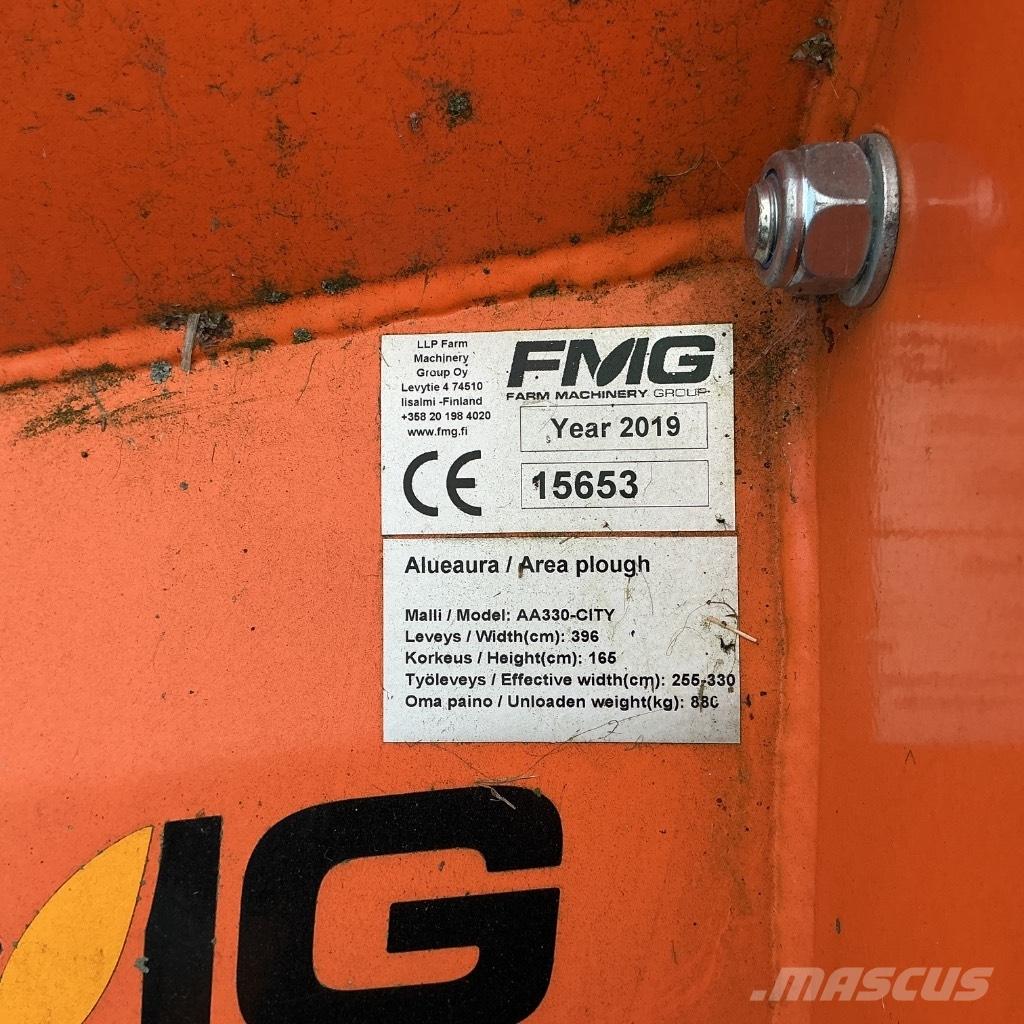 LLP Farm
Machinery
Group Oy
Levytie 4 74510
Iisalmi -Finland
+358 20 198 4020
www.fmg.fi
FMG
FARM MACHINERY GROUP
Year 2019
CE
15653
Alueaura / Area plough
Malli / Model: AA330-CITY
Leveys / Width(cm): 396
Korkeus / Height(cm): 165
Työleveys / Effective width(cm): 255-330
Oma paino / Unloaden weight(kg): 880
MG
.MASCUS